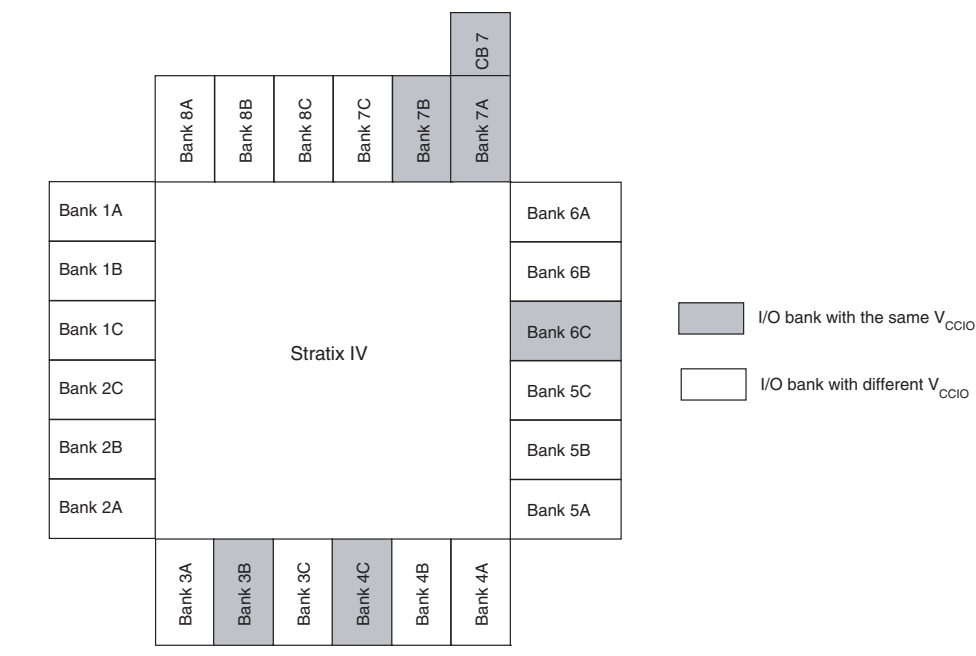 CB 7
Bank 8A
Bank 8B
Bank 8C
Bank 7C
Bank 7B
Bank 7A
Bank 1A
Bank 1B
Bank 1C
Bank 2C
Bank 2B
Bank 2A
Stratix IV
Bank 6A
Bank 6B
Bank 6C
Bank 5C
Bank 5B
Bank 5A
I/O bank with the same VCCIO
I/O bank with different VCCIO
Bank 3A
Bank 3B
Bank 3C
Bank 4C
Bank 4B
Bank 4A